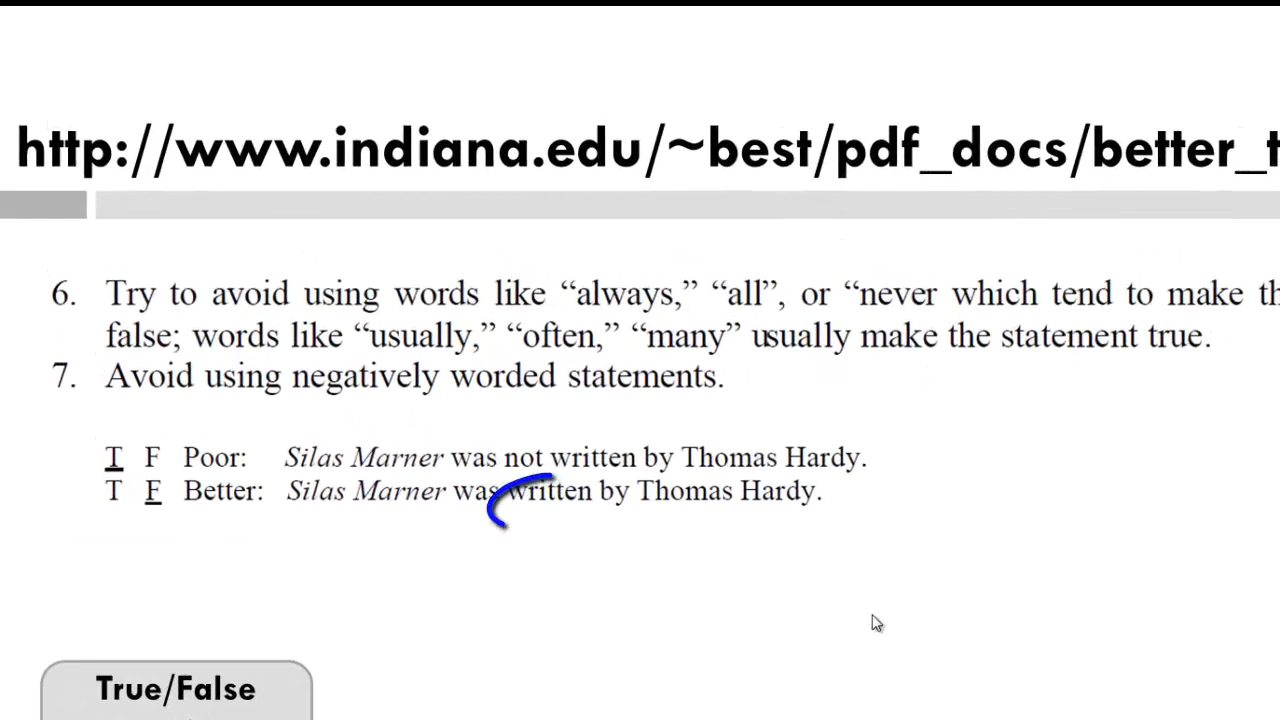 http://www.indiana.edu/~best/pdf_docs/better_t
6. Try to avoid using words like “always,” “all”, or “never which tend to make th
false; words like “usually,” “often,” “many” usually make the statement true.
7. Avoid using negatively worded statements.
T F Poor: Silas Marner was not written by Thomas Hardy.
T F Better: Silas Marner was written by Thomas Hardy.
True/False